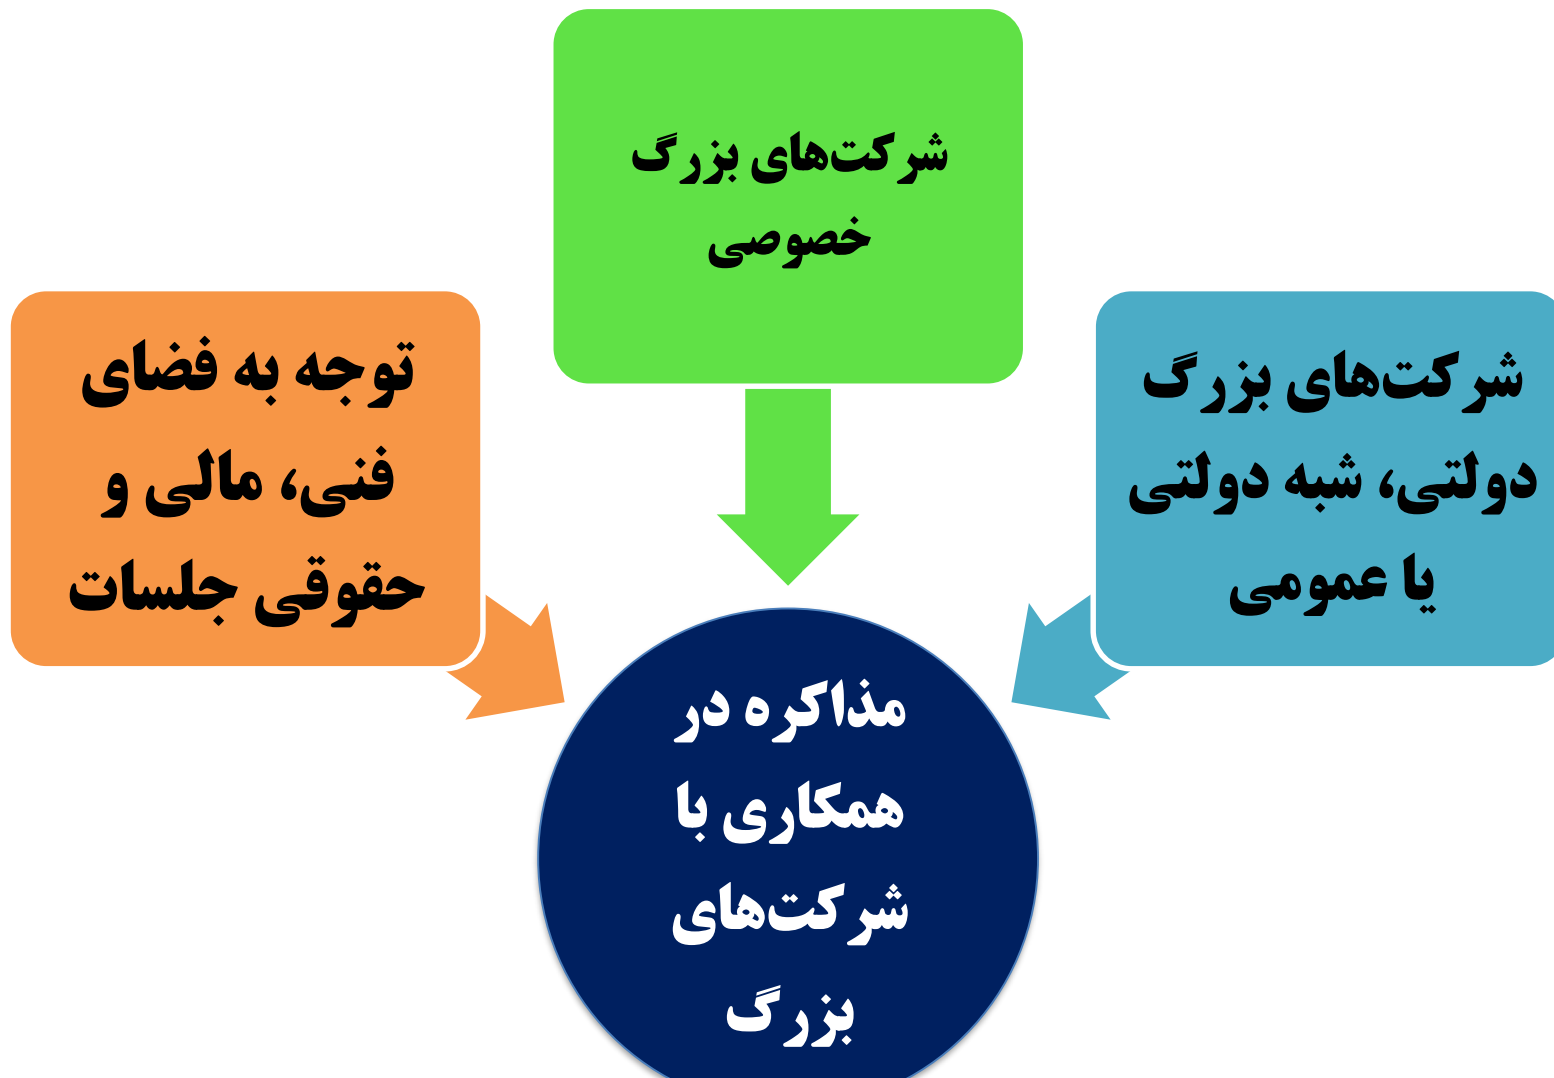 شرکت‌های بزرگ
خصوصی
شرکت‌های بزرگ
دولتی، شبه دولتی
یا عمومی
توجه به فضای
فنی، مالی و
حقوقی جلسات
مذاکره در
همکاری با
شرکت‌های
بزرگ